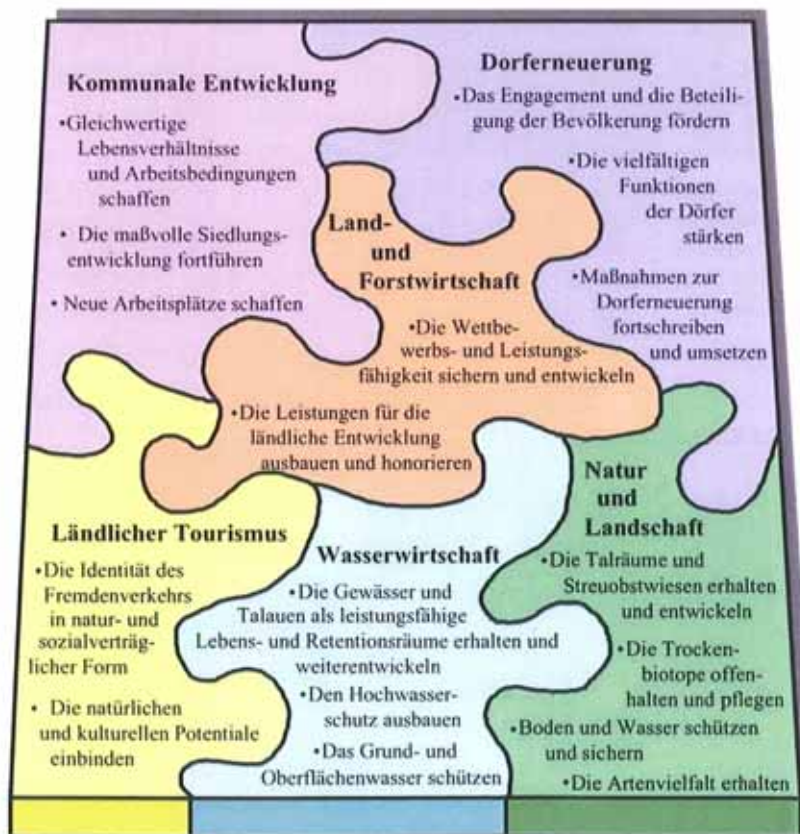 Kommunale Entwicklung
•Gleichwertige
Lebensverhältnisse
und Arbeitsbedingungen
schaffen
• Die maßvolle Siedlungs-
entwicklung fortführen
• Neue Arbeitsplätze schaffen
Dorferneuerung
•Das Engagement und die Beteili-
gung der Bevölkerung fördern
•Die vielfältigen
Funktionen
der Dörfer
stärken
•Maßnahmen zur
Dorferneuerung
fortschreiben
und umsetzen
Land-
und
Forstwirtschaft
•Die Wettbe-
werbs- und Leistungs-
fähigkeit sichern und entwickeln
•Die Leistungen für die
ländliche Entwicklung
ausbauen und honorieren
Ländlicher Tourismus
•Die Identität des
Fremdenverkehrs
in natur- und
sozialverträg-
licher Form
• Die natürlichen
und kulturellen Potentiale
einbinden
Wasserwirtschaft
•Die Gewässer und
Talauen als leistungsfähige
Lebens- und Retentionsräume erhalten und
weiterentwickeln
•Den Hochwasser-
schutz ausbauen
•Das Grund- und
Oberflächenwasser schützen
Natur
und
Landschaft
•Die Talräume und
Streuobstwiesen erhalten
und entwickeln
•Die Trocken-
biotope offen-
halten und pflegen
•Boden und Wasser schützen
und sichern
•Die Artenvielfalt erhalten